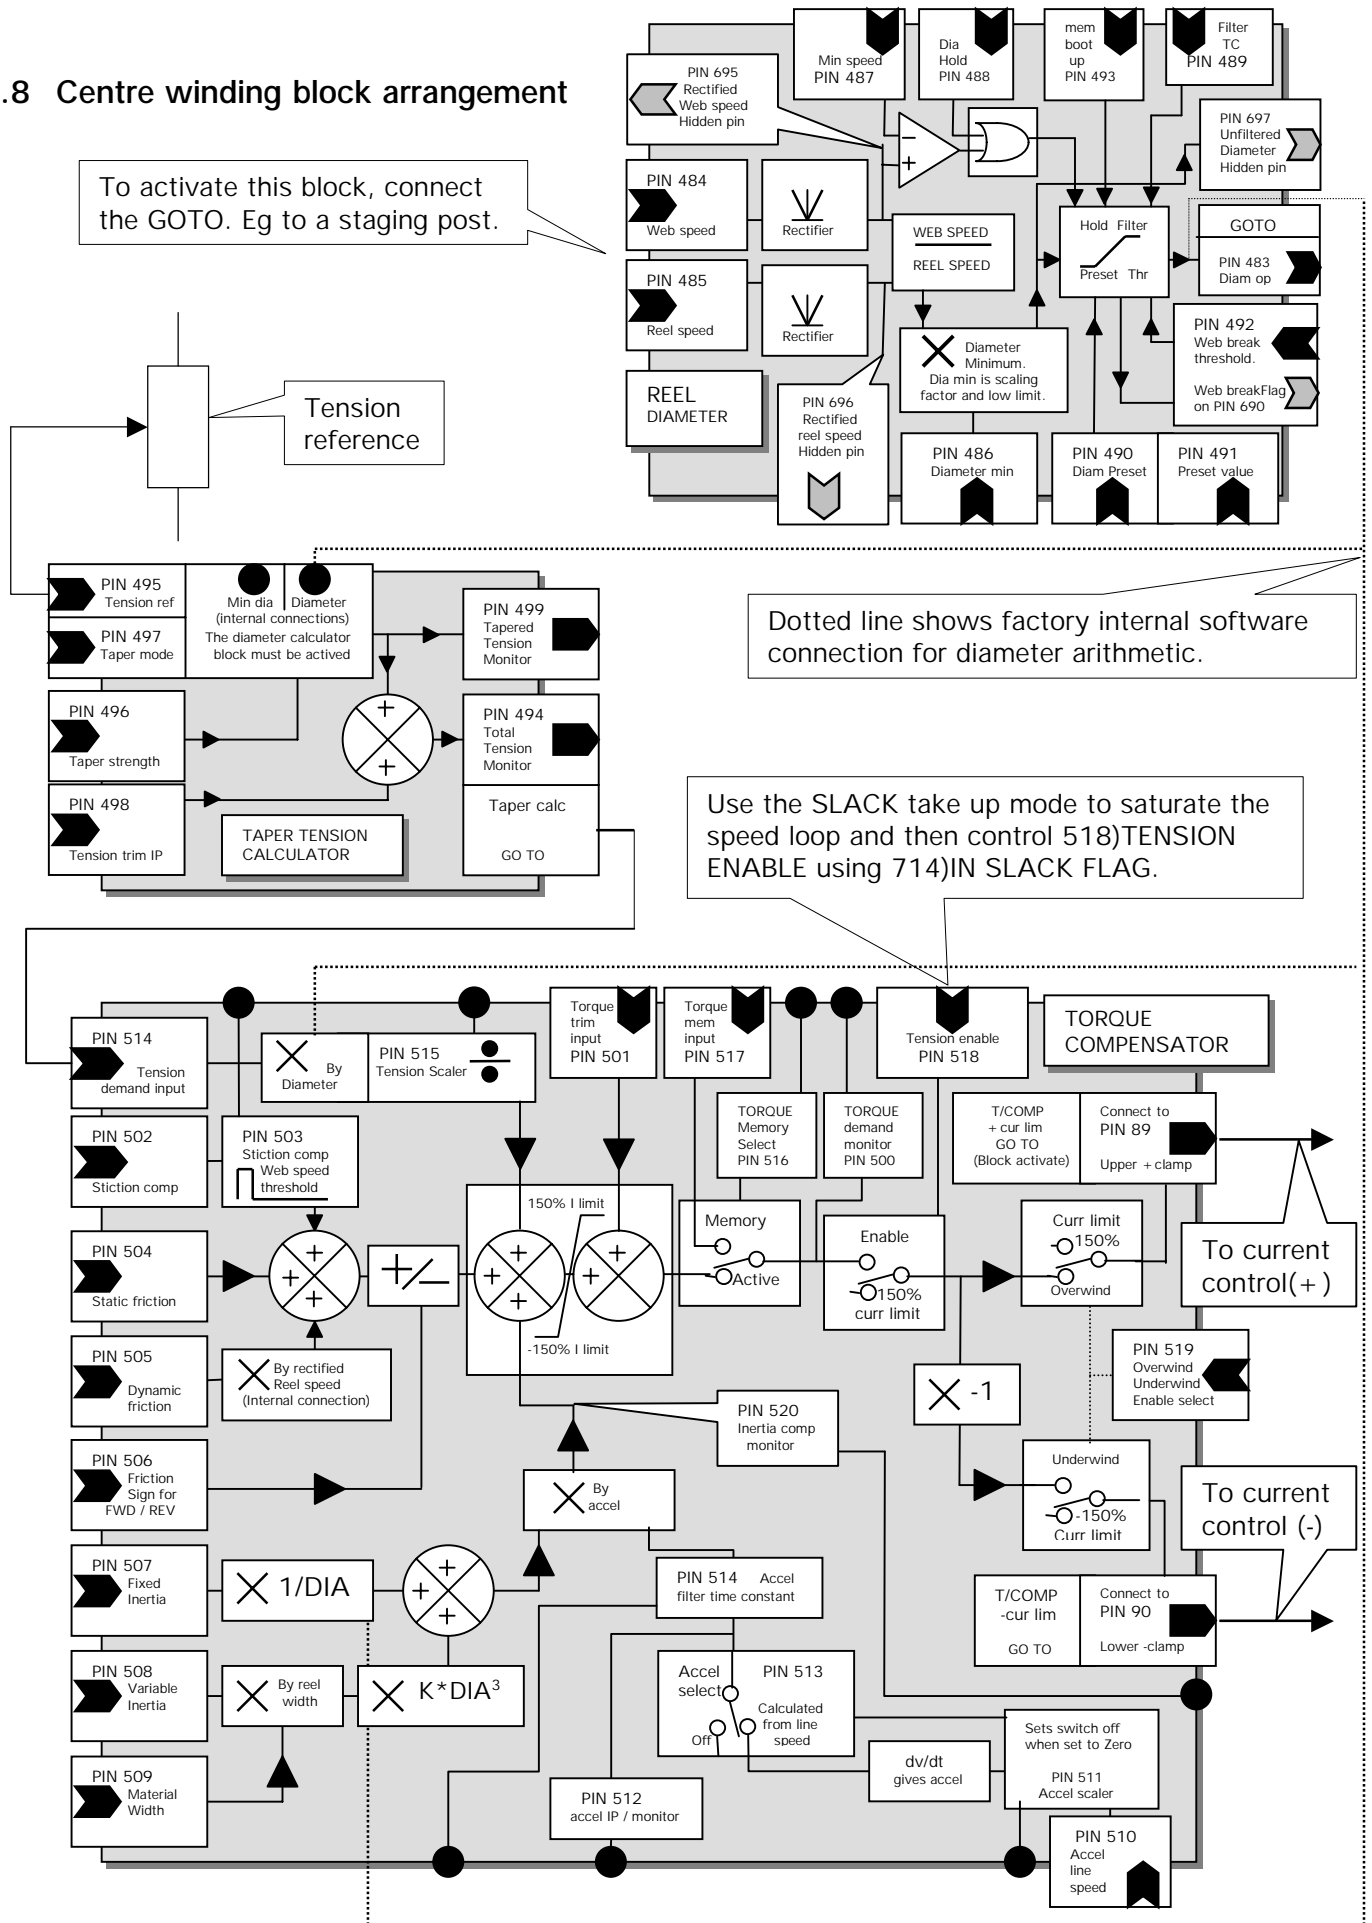 .8 Centre winding block arrangement
To activate this block, connect
the GOTO. Eg to a staging post.
Tension
reference
PIN 695
Rectified
Web speed
Hidden pin
Min speed
PIN 487
Dia
Hold
PIN 488
mem
boot
up
PIN 493
Filter
TC
PIN 489
PIN 697
Unfiltered
Diameter
Hidden pin
−
+
PIN 484
Web speed
Rectifier
WEB SPEED
REEL SPEED
Hold Filter
Preset Thr
GOTO
PIN 483
Diam op
PIN 485
Reel speed
Rectifier
Diameter
Minimum.
Dia min is scaling
factor and low limit.
PIN 492
Web break
threshold.
Web breakFlag
on PIN 690
REEL
DIAMETER
PIN 696
Rectified
reel speed
Hidden pin
PIN 486
Diameter min
PIN 490
Diam Preset
PIN 491
Preset value
PIN 495
Tension ref
PIN 497
Taper mode
Min dia
Diameter
(internal connections)
The diameter calculator
block must be actived
PIN 499
Tapered
Tension
Monitor
PIN 496
Taper strength
+
+
PIN 494
Total
Tension
Monitor
PIN 498
Tension trim IP
TAPER TENSION
CALCULATOR
Taper calc
GO TO
Dotted line shows factory internal software
connection for diameter arithmetic.
Use the SLACK take up mode to saturate the
speed loop and then control 518)TENSION
ENABLE using 714)IN SLACK FLAG.
PIN 514
Tension
demand input
By
Diameter
PIN 515
Tension Scaler
Torque
trim
input
PIN 501
Torque
mem
input
PIN 517
Tension enable
PIN 518
TORQUE
COMPENSATOR
PIN 502
Stiction comp
PIN 503
Stiction comp
Web speed
threshold
TORQUE
Memory
Select
PIN 516
TORQUE
demand
monitor
PIN 500
T/COMP
+ cur lim
GO TO
(Block activate)
Connect to
PIN 89
Upper + clamp
PIN 504
Static friction
+
+
+
+/−
150% I limit
+
+
+
+
+
-150% I limit
Memory
Active
Enable
150%
curr limit
Curr limit
150%
Overwind
To current
control(+)
PIN 505
Dynamic
friction
By rectified
Reel speed
(Internal connection)
PIN 519
Overwind
Underwind
Enable select
-1
PIN 520
Inertia comp
monitor
PIN 506
Friction
Sign for
FWD / REV
By
accel
Underwind
-150%
Curr limit
To current
control (-)
PIN 507
Fixed
Inertia
1/DIA
+
+
+
PIN 514 Accel
filter time constant
T/COMP
-cur lim
GO TO
Connect to
PIN 90
Lower -clamp
PIN 508
Variable
Inertia
By reel
width
K*DIA³
Accel
select
PIN 513
Calculated
from line
speed
Off
Sets switch off
when set to Zero
PIN 511
Accel scaler
dv/dt
gives accel
PIN 509
Material
Width
PIN 512
accel IP / monitor
PIN 510
Accel
line
speed